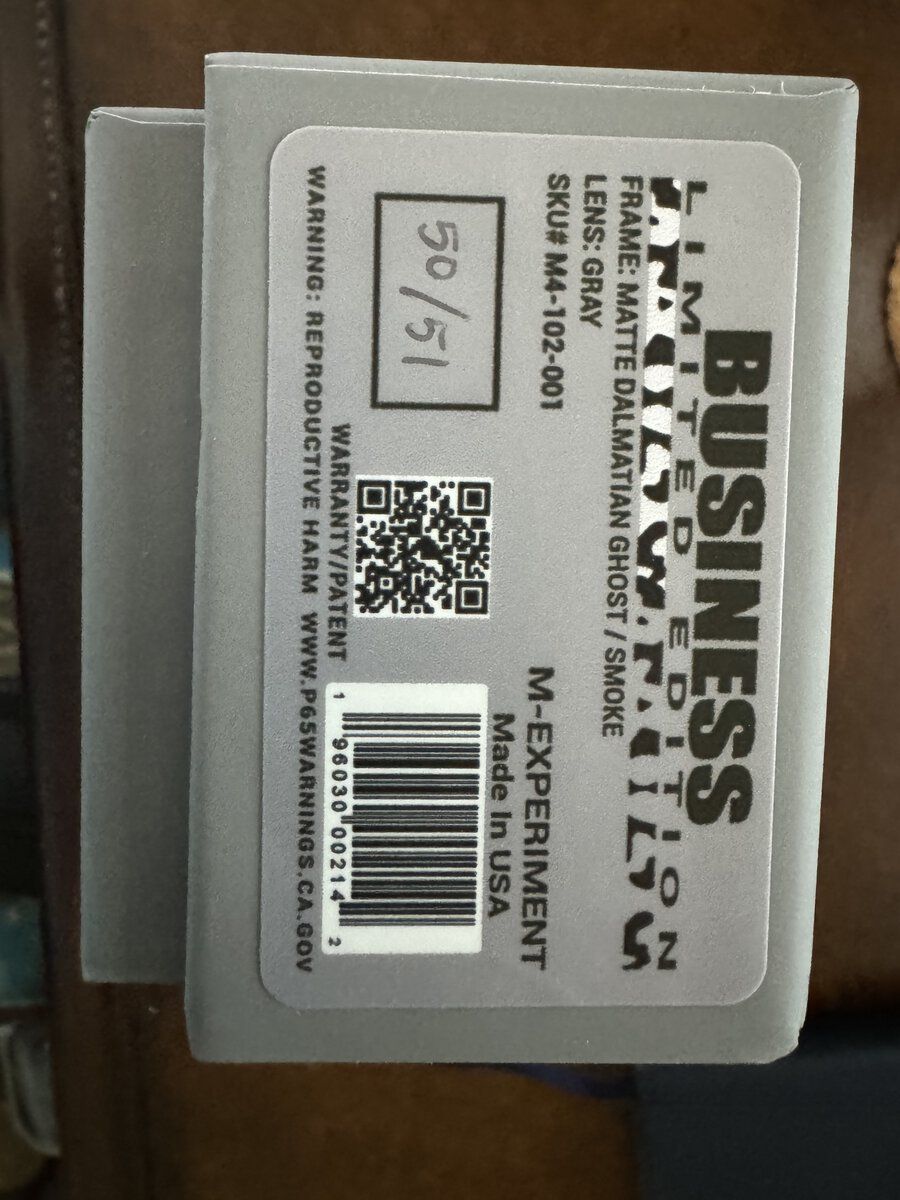 BUSINESS
LIMITED EDITION
FRAME: MATTE DALMATIAN GHOST / SMOKE
LENS: GRAY
SKU# M4-102-001
M-EXPERIMENT
Made In USA
50/51
WARRANTY/PATENT
1 96030 00214 2
WARNING: REPRODUCTIVE HARM WWW.P65WARNINGS.CA.GOV